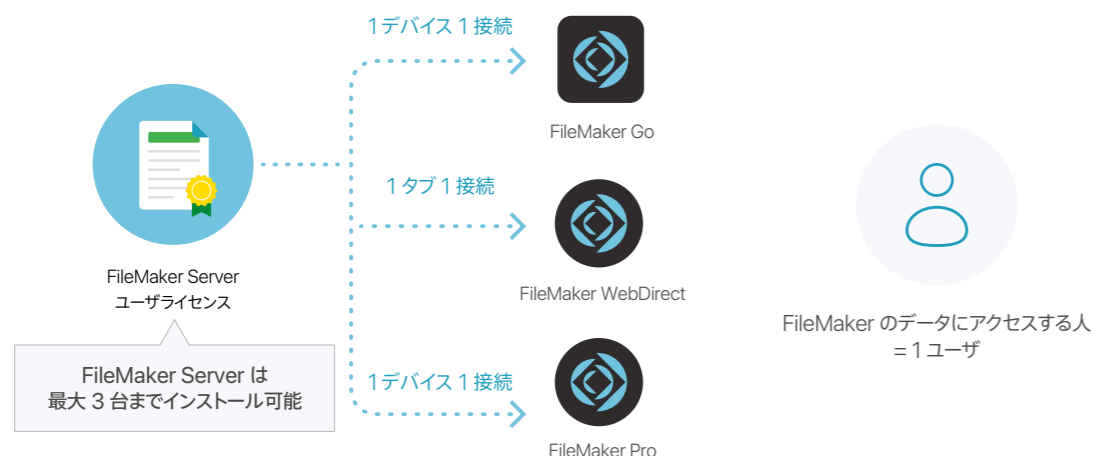 1デバイス 1 接続
FileMaker Go
1 タブ 1 接続
FileMaker WebDirect
1デバイス 1 接続
FileMaker Pro
FileMaker Server
ユーザライセンス
FileMaker Server は
最大 3 台までインストール可能
FileMaker のデータにアクセスする人
= 1 ユーザ